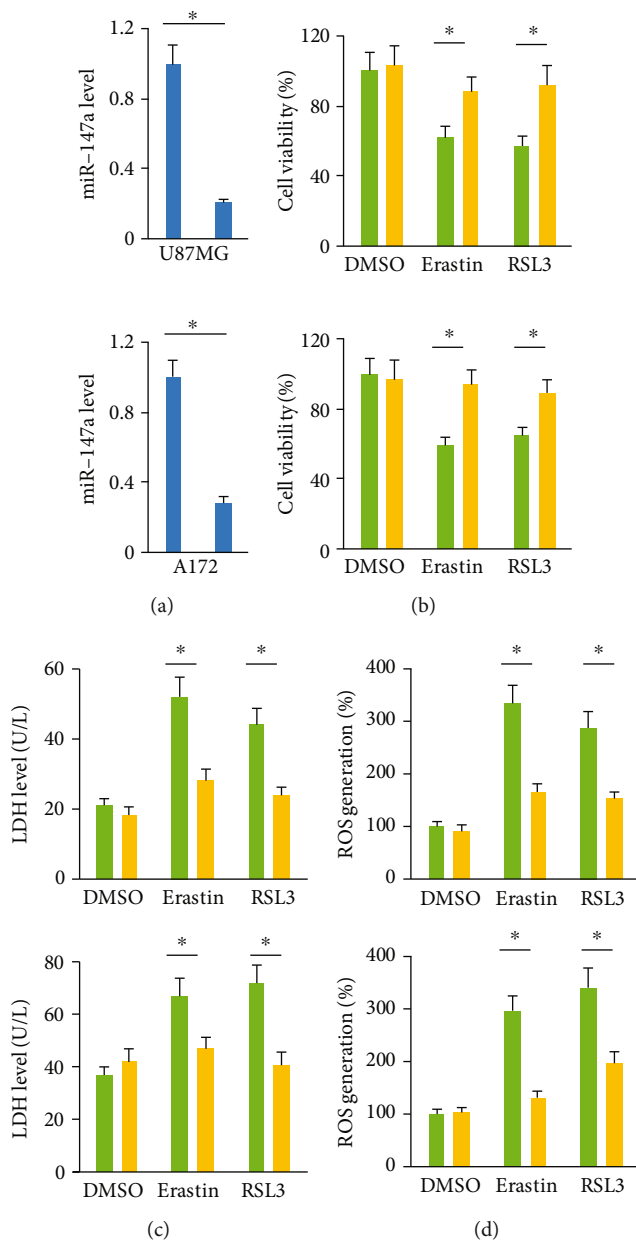 *
1.2
0.8
0.4
0
miR–147a level
U87MG
* *
120
80
40
0
Cell viability (%)
DMSO Erastin RSL3
*
1.2
0.8
0.4
0
miR–147a level
A172
(a)
* *
120
80
40
0
Cell viability (%)
DMSO Erastin RSL3
(b)
* *
60
40
20
0
LDH level (U/L)
DMSO Erastin RSL3
* *
80
60
40
20
0
LDH level (U/L)
DMSO Erastin RSL3
(c)
* *
400
300
200
100
0
ROS generation (%)
DMSO Erastin RSL3
* *
400
300
200
100
0
ROS generation (%)
DMSO Erastin RSL3
(d)